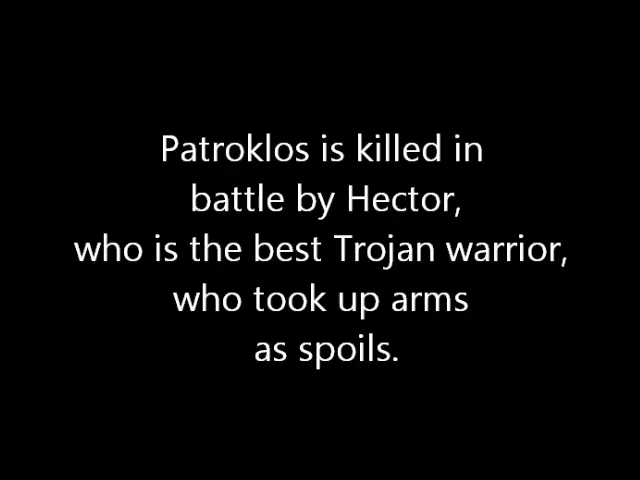 Patroklos is killed in
battle by Hector,
who is the best Trojan warrior,
who took up arms
as spoils.